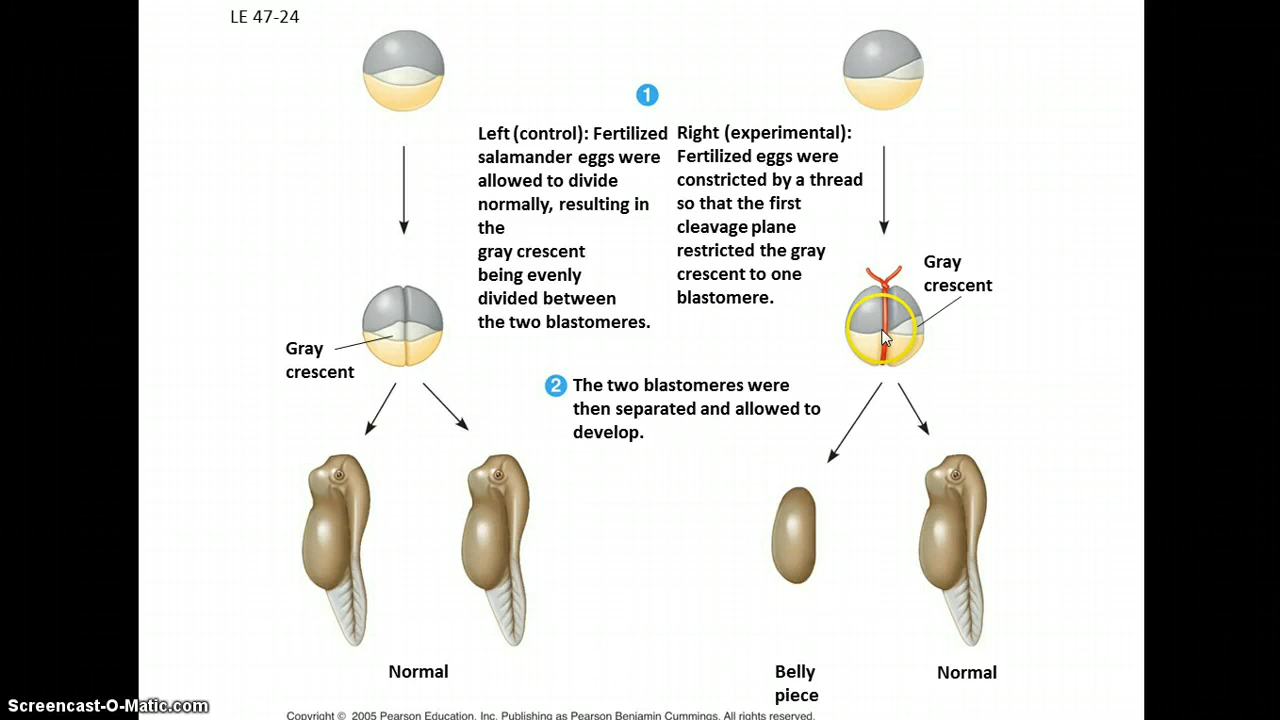 LE 47-24
1
Left (control): Fertilized
salamander eggs were
allowed to divide
normally, resulting in
the
gray crescent
being evenly
divided between
the two blastomeres.
Right (experimental):
Fertilized eggs were
constricted by a thread
so that the first
cleavage plane
restricted the gray
crescent to one
blastomere.
Gray
crescent
Gray
crescent
2 The two blastomeres were
then separated and allowed to
develop.
Normal
Belly
piece
Normal
Screencast-O-Matic.com
Copyright © 2005 Pearson Education, Inc. Publishing as Pearson Benjamin Cummings. All rights reserved.